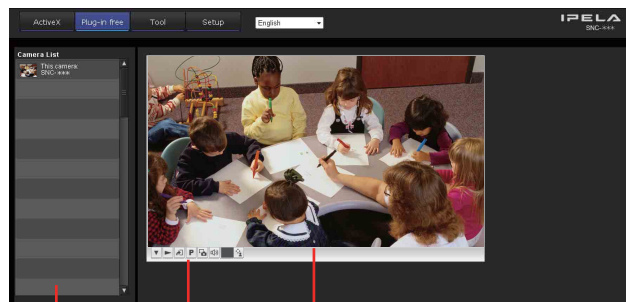 ActiveX Plug-in free Tool Setup English
IPELA
SNC-***
Camera List
This camera
SNC-***
P